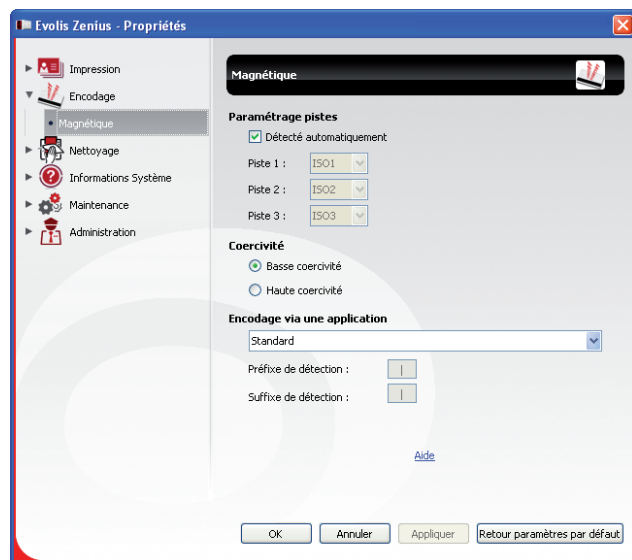 Evolis Zenius - Propriétés
Impression
Encodage
Magnétique
Nettoyage
Informations Système
Maintenance
Administration
Magnétique
Paramétrage pistes
Détecté automatiquement
Piste 1 : ISO1
Piste 2 : ISO2
Piste 3 : ISO3
Coercivité
Basse coercivité
Haute coercivité
Encodage via une application
Standard
Préfixe de détection : |
Suffixe de détection : |
Aide
OK Annuler Appliquer Retour paramètres par défaut